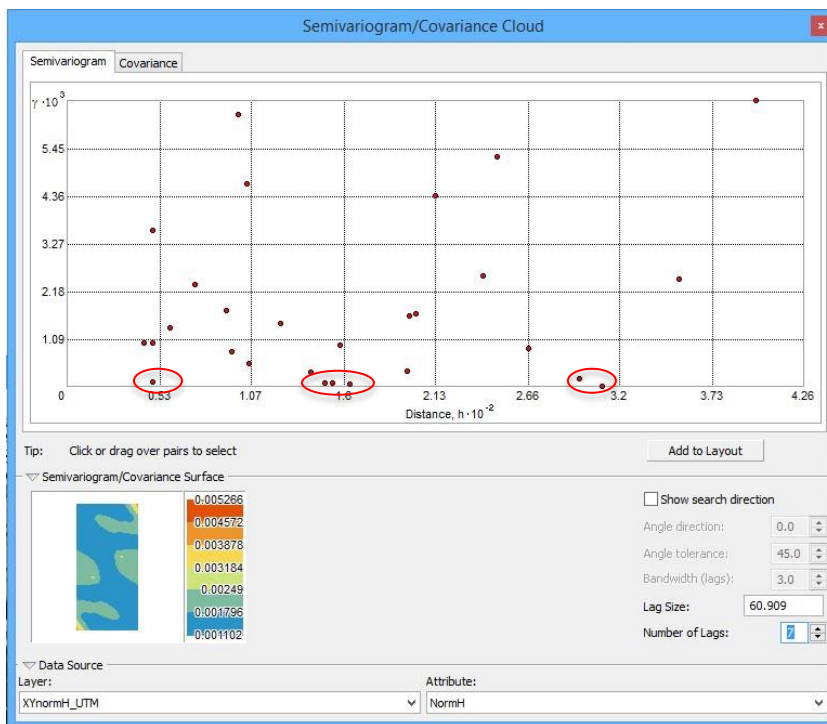 Semivariogram/Covariance Cloud
x
Semivariogram Covariance
γ·10³
5.45
4.36
3.27
2.18
1.09
0 0.53 1.07 1.6 2.13 2.66 3.2 3.73 4.26
Distance, h·10⁻²
Tip: Click or drag over pairs to select
Add to Layout
Semivariogram/Covariance Surface
0.005266
0.004572
0.003878
0.003184
0.00249
0.001796
0.001102
Show search direction
Angle direction: 0.0
Angle tolerance: 45.0
Bandwidth (lags): 3.0
Lag Size: 60.909
Number of Lags: 7
Data Source
Layer: Attribute:
XYnormH_UTM NormH